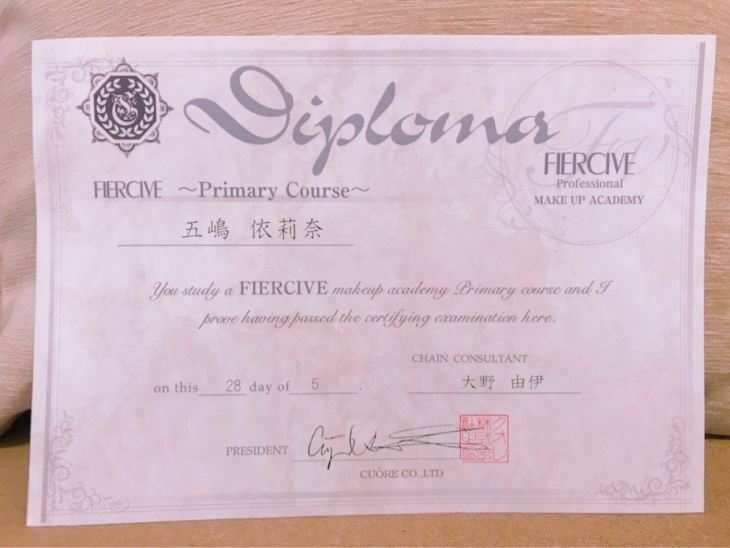 Diploma
FIERCIVE
Professional
MAKE UP ACADEMY
FIERCIVE ～Primary Course～
五嶋 依莉奈
You study a FIERCIVE makeup academy Primary course and I
prove having passed the certifying examination here.
CHAIN CONSULTANT
on this 28 day of 5 .
大野 由伊
PRESIDENT
CUÒRE CO.,LTD